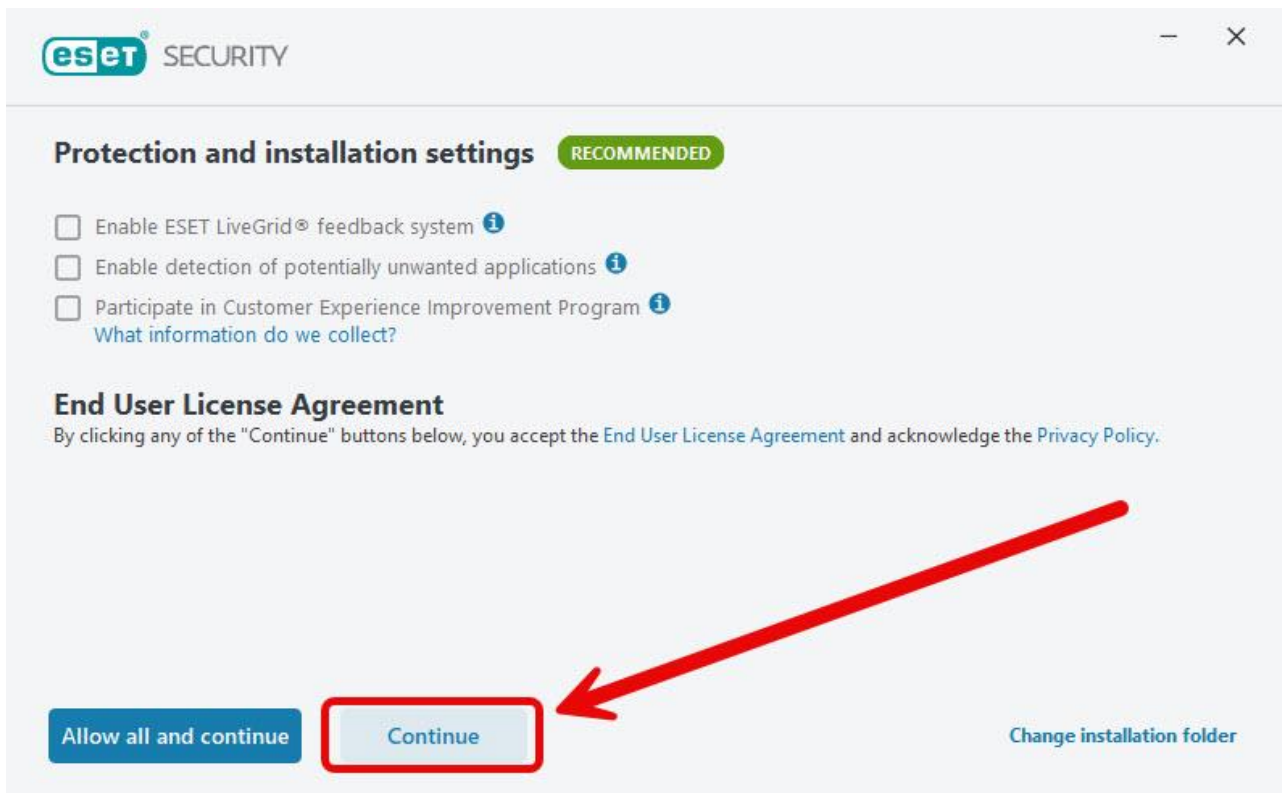 eseT® SECURITY
Protection and installation settings RECOMMENDED
Enable ESET LiveGrid® feedback system
Enable detection of potentially unwanted applications
Participate in Customer Experience Improvement Program
What information do we collect?
End User License Agreement
By clicking any of the "Continue" buttons below, you accept the End User License Agreement and acknowledge the Privacy Policy.
Allow all and continue Continue Change installation folder